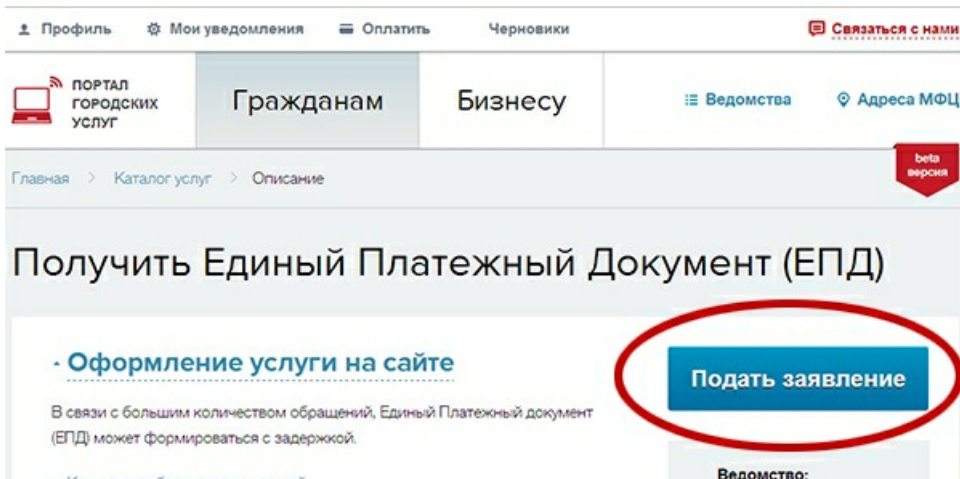 Профиль Мои уведомления Оплатить Черновики Связаться с нами
ПОРТАЛ
ГОРОДСКИХ
УСЛУГ
Гражданам Бизнесу Ведомства Адреса МФЦ
beta
версия
Главная > Каталог услуг > Описание
Получить Единый Платежный Документ (ЕПД)
Оформление услуги на сайте
Подать заявление
В связи с большим количеством обращений, Единый Платежный документ
(ЕПД) может формироваться с задержкой.
Ведомство: